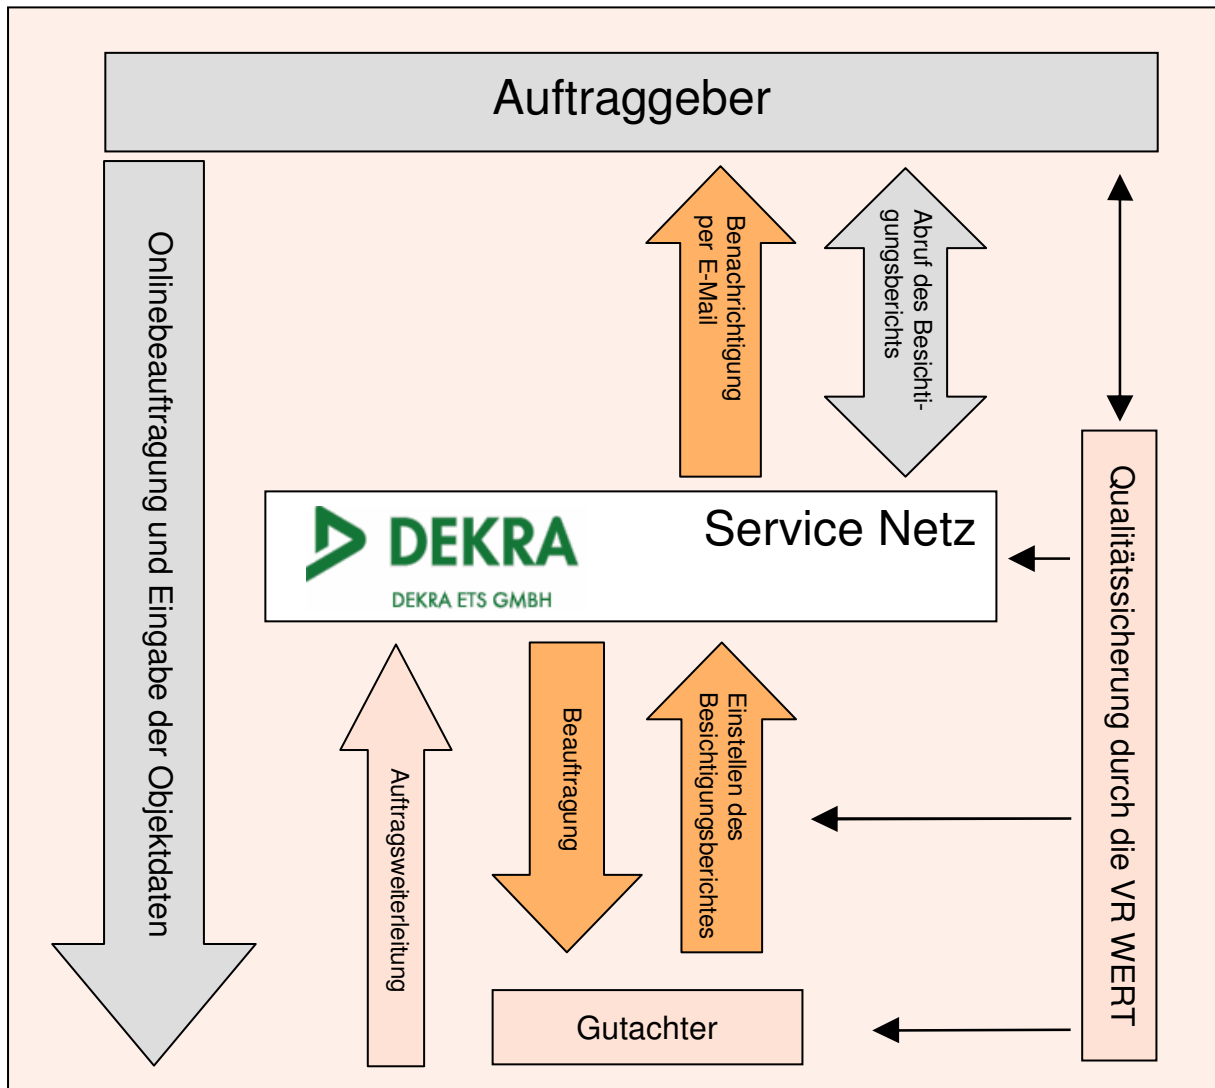 Auftraggeber
Onlinebeauftragung und Eingabe der Objektdaten
Benachrichtigung
per E-Mail
Abruf des Besichti-
gungsberichts
Qualitätssicherung durch die VR WERT
DEKRA
DEKRA ETS GMBH
Service Netz
Auftragsweiterleitung
Beauftragung
Einstellen des
Besichtigungsberichtes
Gutachter